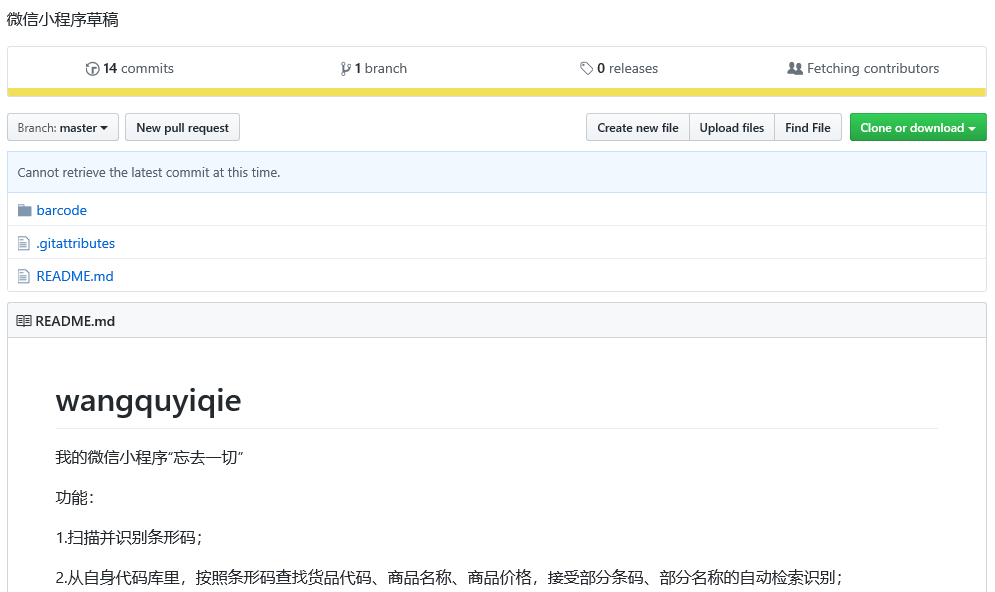 微信小程序草稿
14 commits 1 branch 0 releases Fetching contributors
Branch: master New pull request Create new file Upload files Find File Clone or download
Cannot retrieve the latest commit at this time.
barcode
.gitattributes
README.md
README.md
wangquyiqie
我的微信小程序“忘去一切”
功能：
1.扫描并识别条形码；
2.从自身代码库里，按照条形码查找货品代码、商品名称、商品价格，接受部分条码、部分名称的自动检索识别；